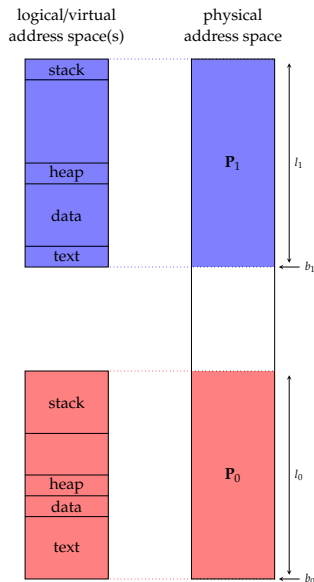 logical/virtual
address space(s)
physical
address space
stack
heap
data
text
P₁
l₁
b₁
stack
heap
data
text
P₀
l₀
b₀